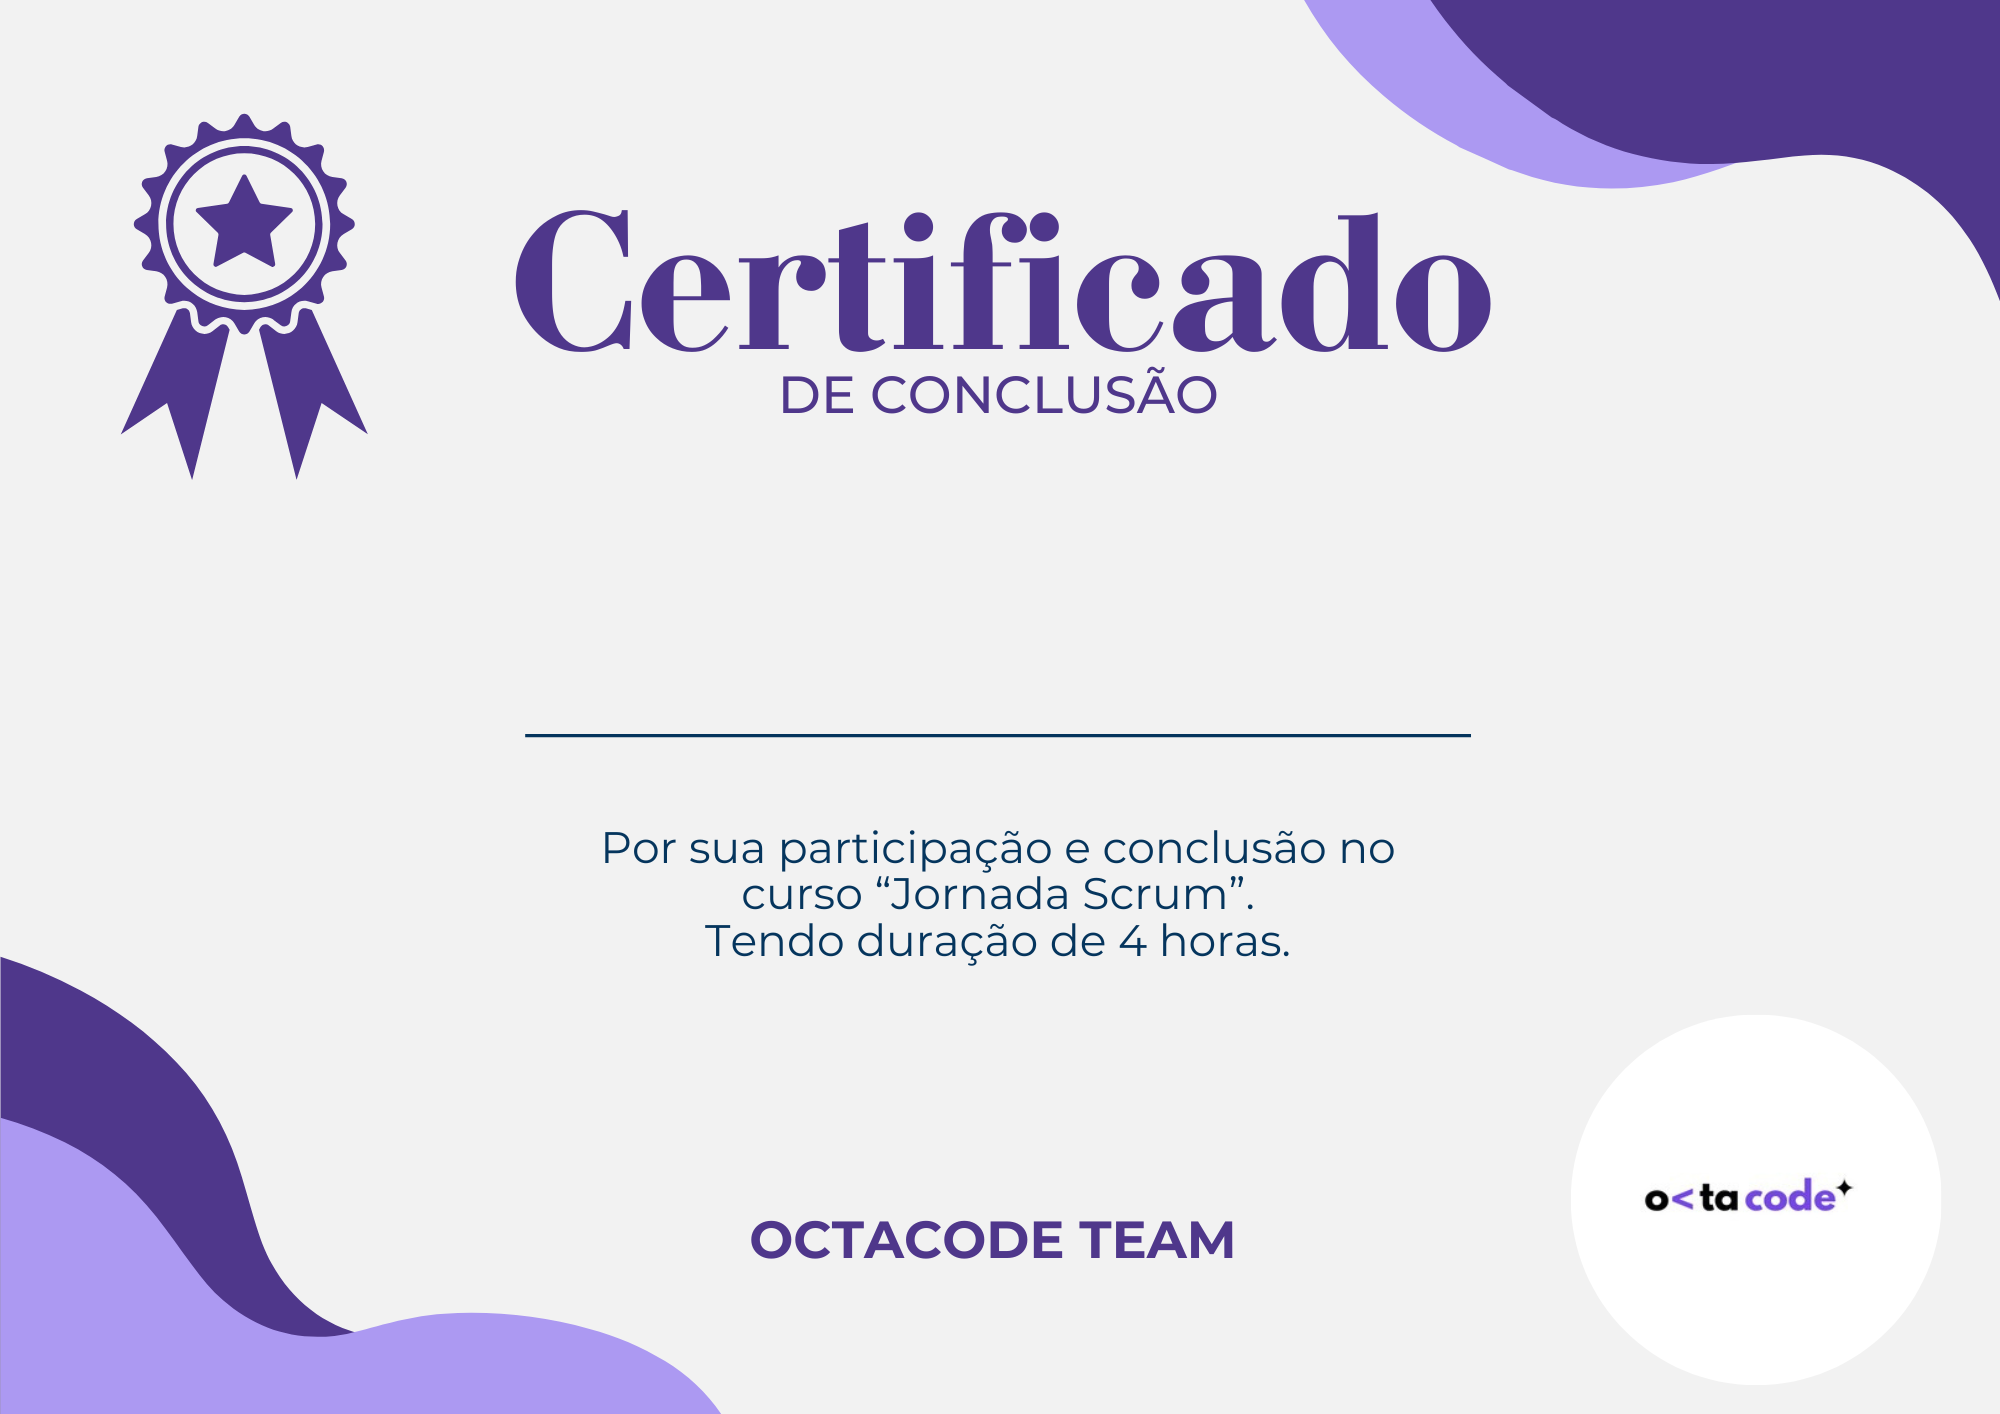 Certificado
DE CONCLUSÃO
Por sua participação e conclusão no
curso “Jornada Scrum”.
Tendo duração de 4 horas.
OCTACODE TEAM
o<ta code